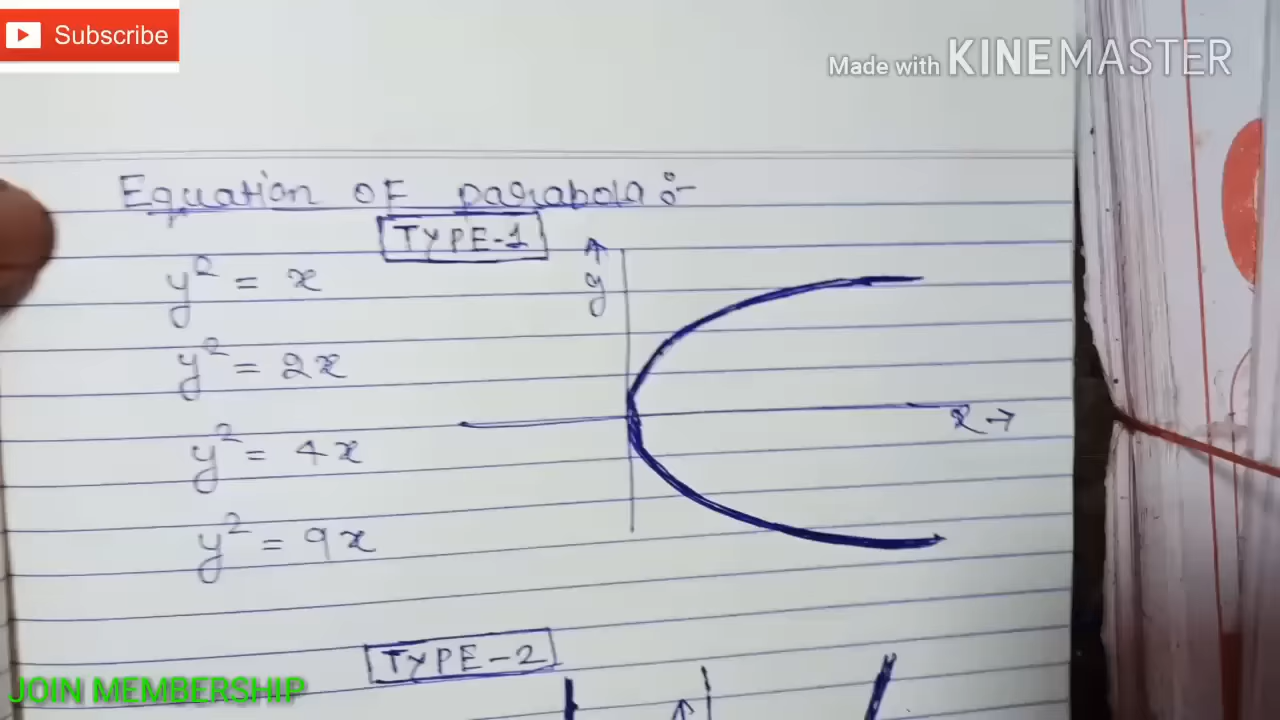 Subscribe
Made with KINEMASTER
Equation of parabola :-
TYPE-1
y² = x
y² = 2x
y² = 4x
y² = 9x
y
x →
TYPE-2
JOIN MEMBERSHIP